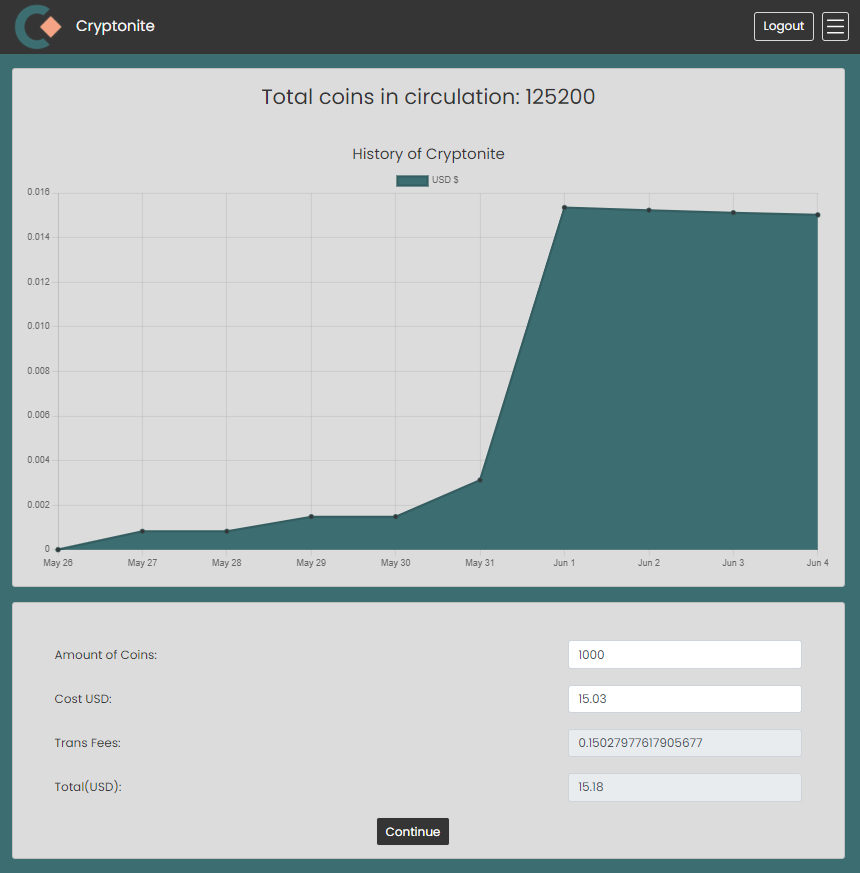 Cryptonite
Logout
Total coins in circulation: 125200
History of Cryptonite
USD $
0.016
0.014
0.012
0.010
0.008
0.006
0.004
0.002
0
May 26 May 27 May 28 May 29 May 30 May 31 Jun 1 Jun 2 Jun 3 Jun 4
Amount of Coins: 1000
Cost USD: 15.03
Trans Fees: 0.15027977617905677
Total(USD): 15.18
Continue